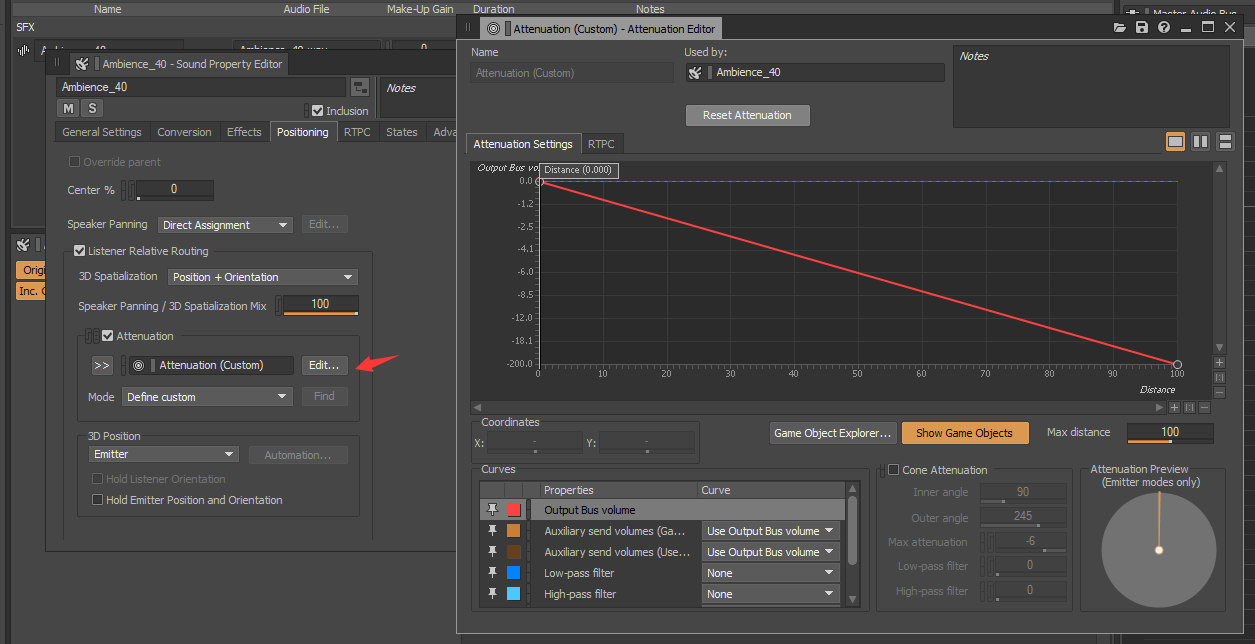 Name Audio File Make-Up Gain Duration Notes
Master Audio Bus
SFX
Ambience_40 - Sound Property Editor
Ambience_40
Notes
M S
Inclusion
General Settings Conversion Effects Positioning RTPC States Adva
Override parent
Center % 0
Speaker Panning Direct Assignment Edit...
Listener Relative Routing
3D Spatialization Position + Orientation
Speaker Panning / 3D Spatialization Mix 100
Attenuation
>> Attenuation (Custom) Edit...
Mode Define custom Find
3D Position
Emitter Automation...
Hold Listener Orientation
Hold Emitter Position and Orientation
Origi
Inc.
Attenuation (Custom) - Attenuation Editor
Name Used by:
Attenuation (Custom) Ambience_40
Notes
Reset Attenuation
Attenuation Settings RTPC
Output Bus vo
Distance (0.000)
0.0
-1.2
-2.5
-4.1
-6.0
-8.5
-12.0
-18.1
-200.0
0 10 20 30 40 50 60 70 80 90 100
Distance
Coordinates
X: - Y: -
Game Object Explorer... Show Game Objects Max distance 100
Curves
Properties Curve
Output Bus volume
Auxiliary send volumes (Ga... Use Output Bus volume
Auxiliary send volumes (Use... Use Output Bus volume
Low-pass filter None
High-pass filter None
Cone Attenuation
Inner angle 90
Outer angle 245
Max attenuation -6
Low-pass filter 0
High-pass filter 0
Attenuation Preview
(Emitter modes only)